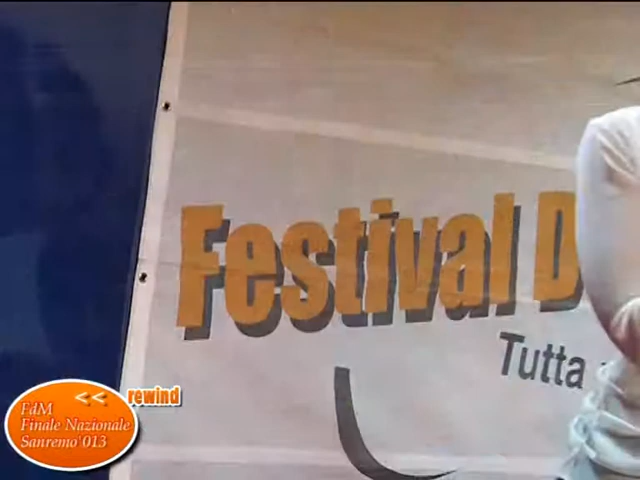 Festival D
Tutta
<< rewind
FdM
Finale Nazionale
Sanremo'013